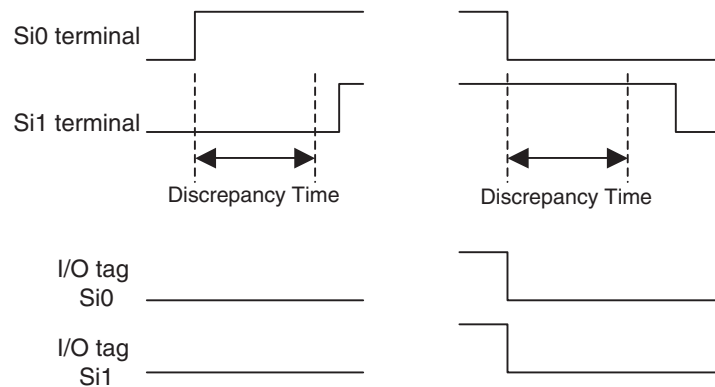 Si0 terminal
Si1 terminal
Discrepancy Time
Discrepancy Time
I/O tag
Si0
I/O tag
Si1